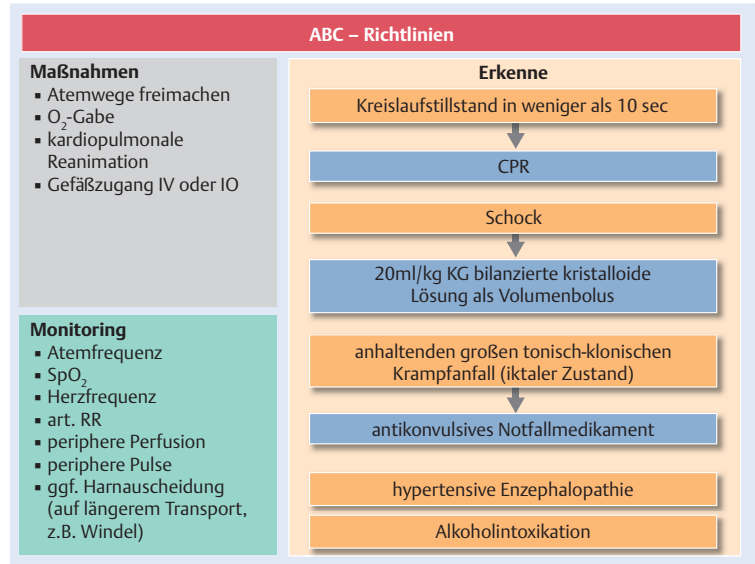 ABC – Richtlinien
Maßnahmen
▪ Atemwege freimachen
▪ O₂-Gabe
▪ kardiopulmonale
Reanimation
▪ Gefäßzugang IV oder IO
Monitoring
▪ Atemfrequenz
▪ SpO₂
▪ Herzfrequenz
▪ art. RR
▪ periphere Perfusion
▪ periphere Pulse
▪ ggf. Harnauscheidung
(auf längerem Transport,
z.B. Windel)
Erkenne
Kreislaufstillstand in weniger als 10 sec
CPR
Schock
20ml/kg KG bilanzierte kristalloide
Lösung als Volumenbolus
anhaltenden großen tonisch-klonischen
Krampfanfall (iktaler Zustand)
antikonvulsives Notfallmedikament
hypertensive Enzephalopathie
Alkoholintoxikation